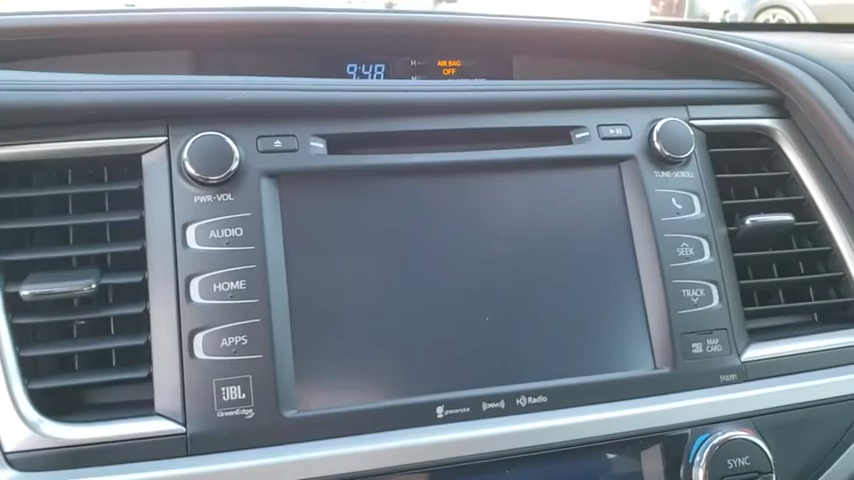 9:48
AIR BAG
OFF
PWR·VOL
TUNE·SCROLL
AUDIO
HOME
APPS
SEEK
TRACK
MAP
CARD
JBL
GreenEdge
gracenote
HD Radio
SYNC